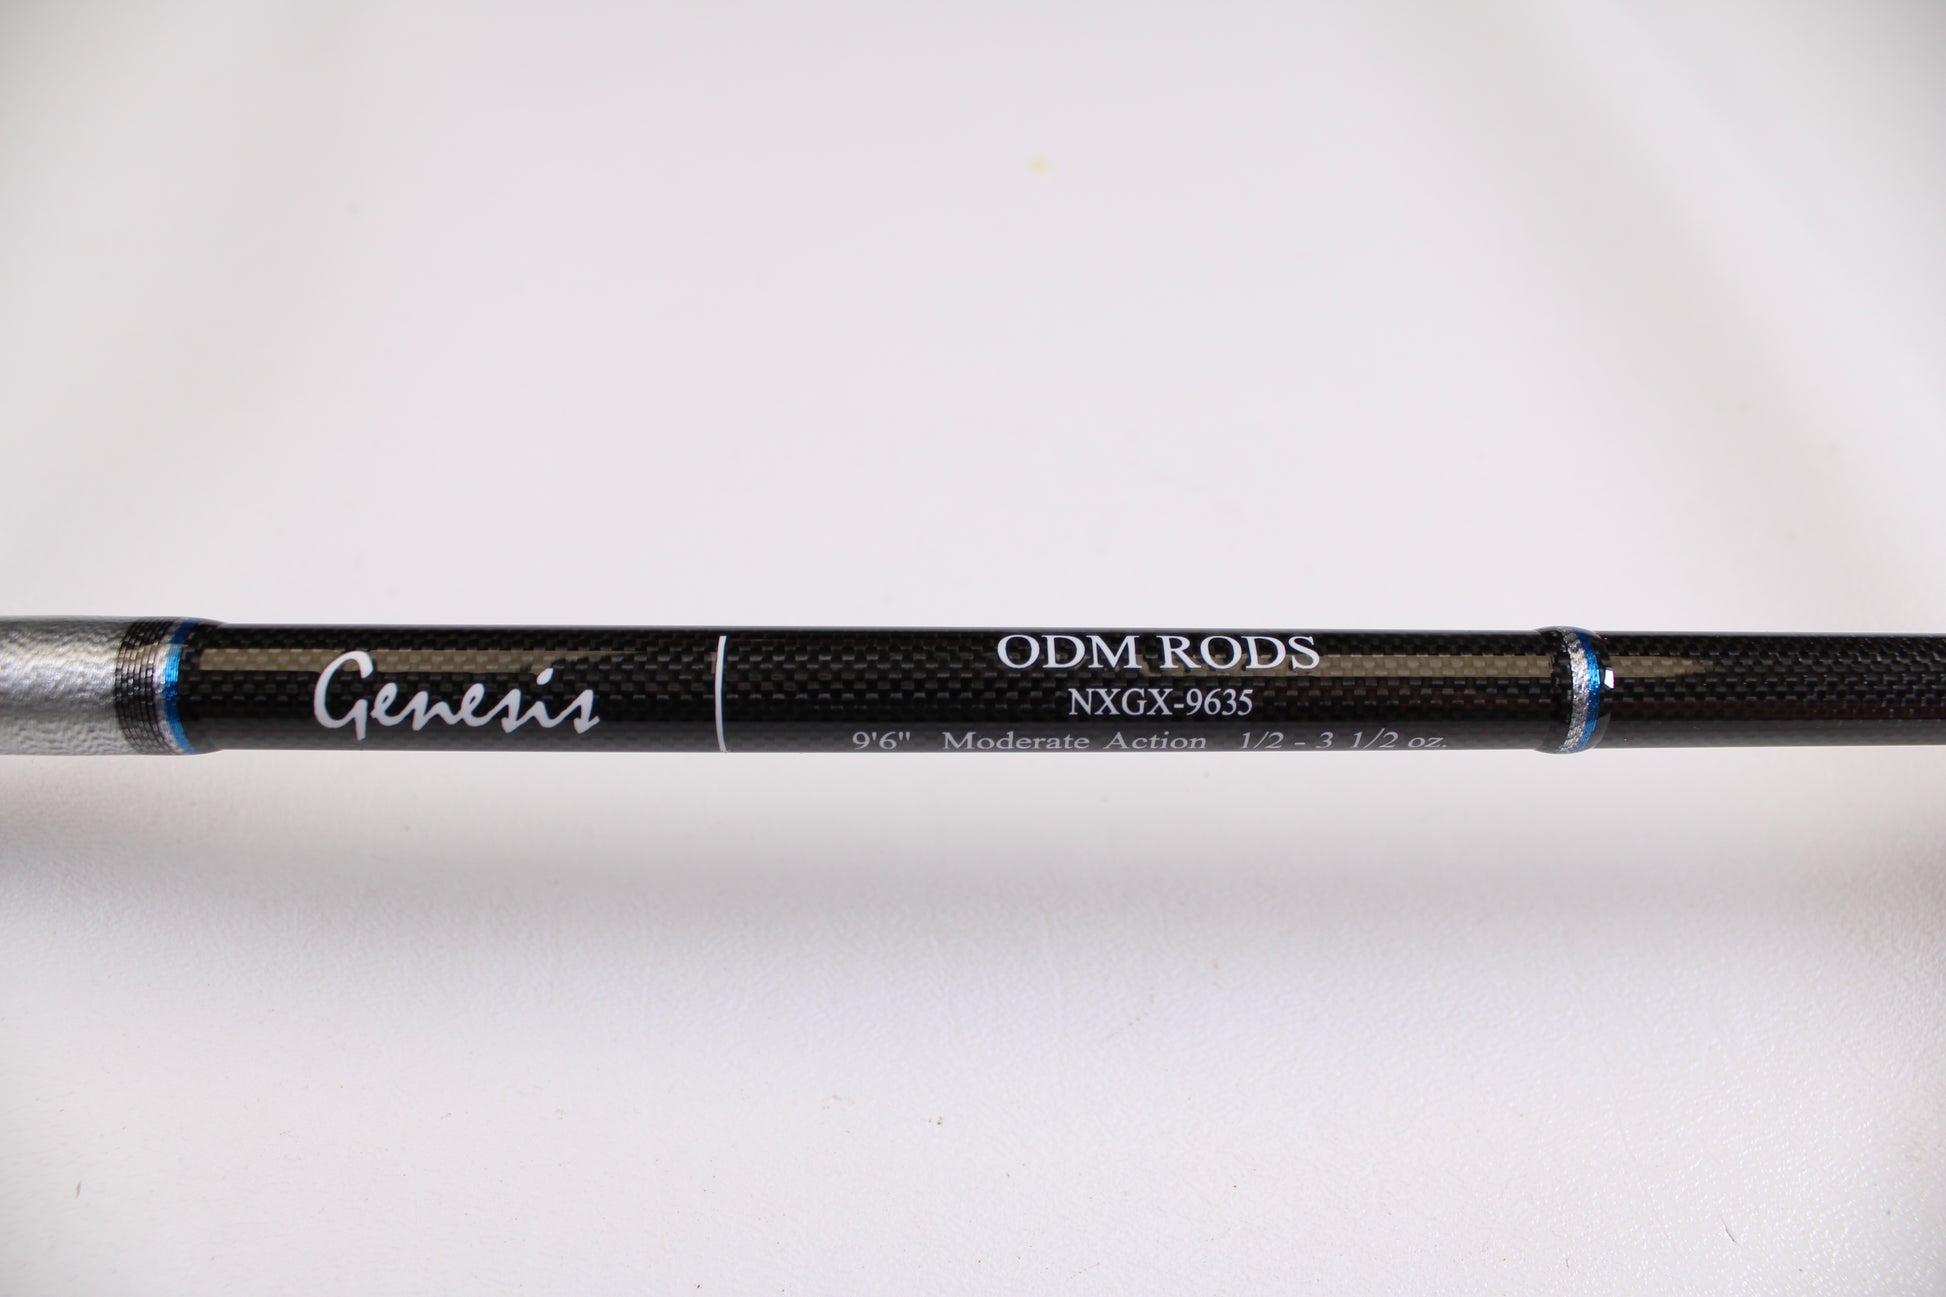 Genesis
ODM RODS
NXGX-9635
9'6" Moderate Action 1/2 - 3 1/2 oz.